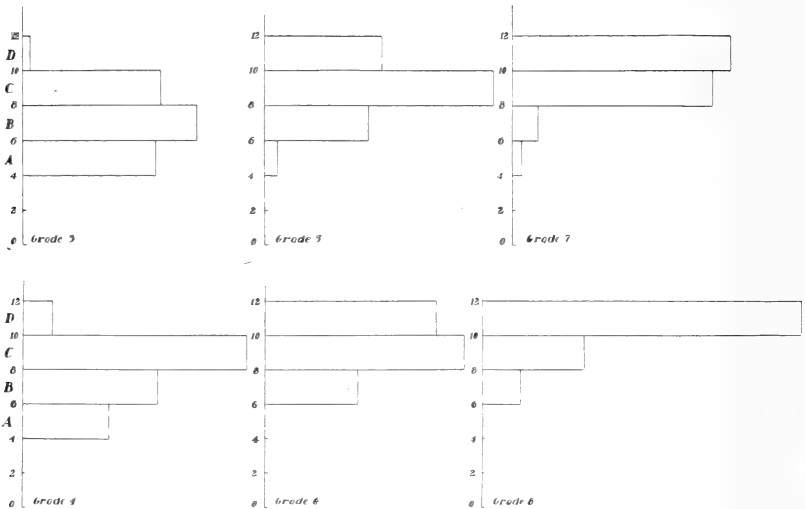 12 D 10 C 8 B 6 A 4 2 0 Grade 3
12 10 8 6 4 2 0 Grade 5
12 10 8 6 4 2 0 Grade 7
12 D 10 C 8 B 6 A 4 2 0 Grade 4
12 10 8 6 4 2 0 Grade 6
12 10 8 6 4 2 0 Grade 8